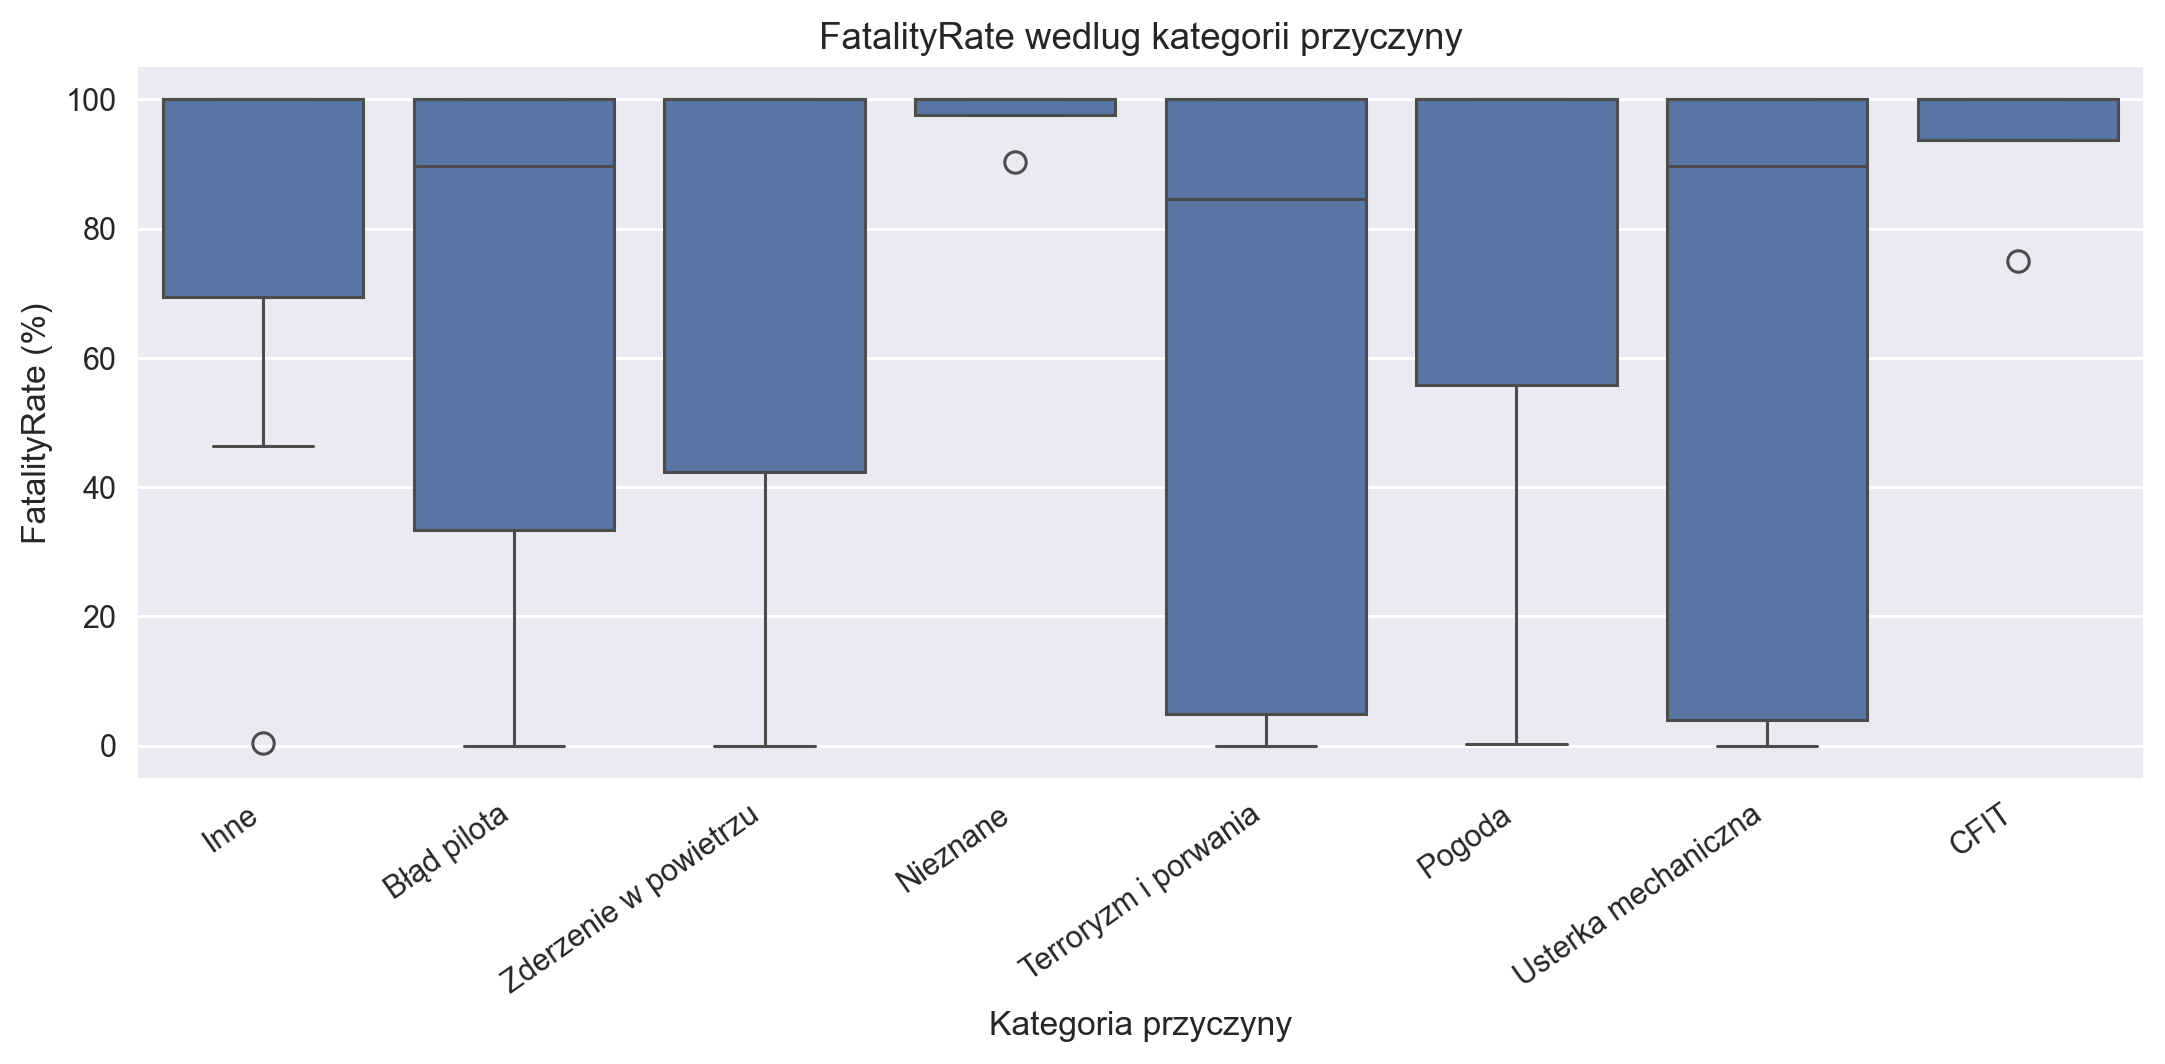 FatalityRate wedlug kategorii przyczyny
FatalityRate (%)
100
80
60
40
20
0
Inne
Błąd pilota
Zderzenie w powietrzu
Nieznane
Terroryzm i porwania
Pogoda
Usterka mechaniczna
CFIT
Kategoria przyczyny